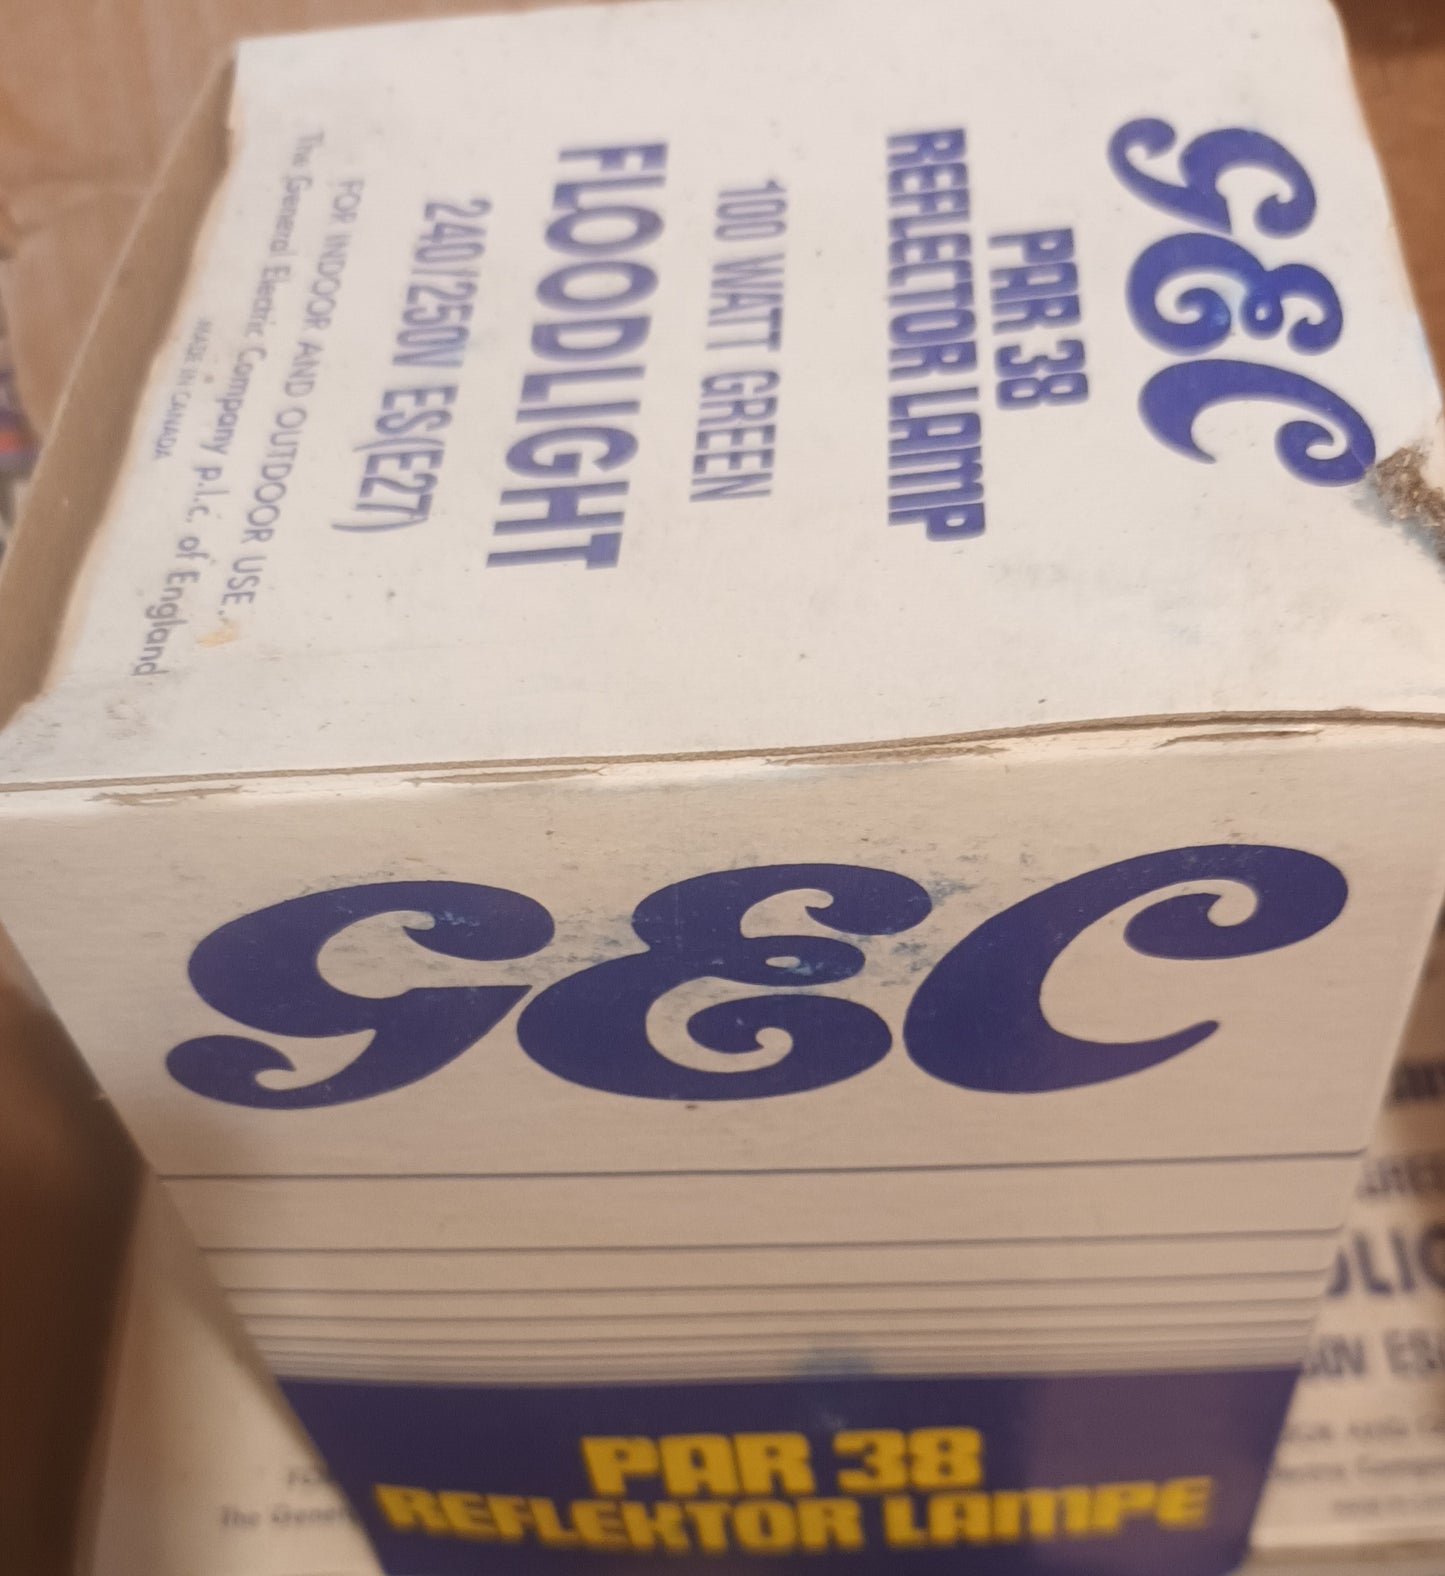 GEC
PAR 38
REFLECTOR LAMP
100 WATT GREEN
FLOODLIGHT
240/250V ES(E27)
FOR INDOOR AND OUTDOOR USE.
The General Electric Company p.l.c. of England
MADE IN CANADA
GEC
PAR 38
REFLEKTOR LAMPE
The